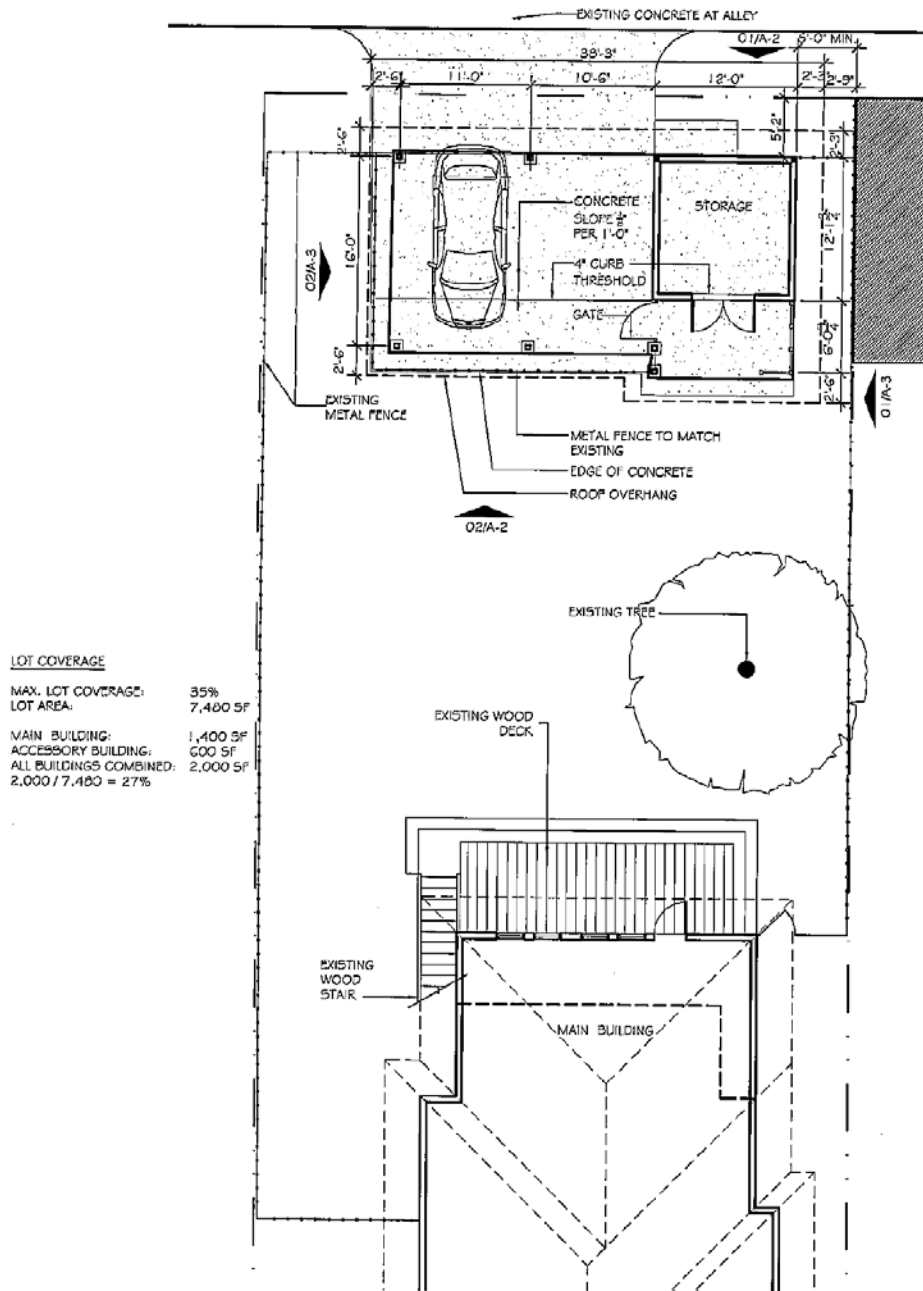 EXISTING CONCRETE AT ALLEY
01/A-2
5'-0" MIN
38'-3"
2'-6"
11'-0"
10'-6"
12'-0"
2'-3"
2'-9"
5'-2"
2'-6"
2'-3"
CONCRETE
SLOPE
PER 1'-0"
STORAGE
12'-1 3/4"
02/A-3
16'-0"
4" CURB
THRESHOLD
GATE
6'-0 1/4"
2'-6"
2'-6"
EXISTING
METAL FENCE
01/A-3
METAL FENCE TO MATCH
EXISTING
EDGE OF CONCRETE
ROOF OVERHANG
02/A-2
EXISTING TREE
LOT COVERAGE
MAX. LOT COVERAGE: 35%
LOT AREA: 7,480 SF
MAIN BUILDING: 1,400 SF
ACCESSORY BUILDING: 600 SF
ALL BUILDINGS COMBINED: 2,000 SF
2,000 / 7,480 = 27%
EXISTING WOOD
DECK
EXISTING
WOOD
STAIR
MAIN BUILDING